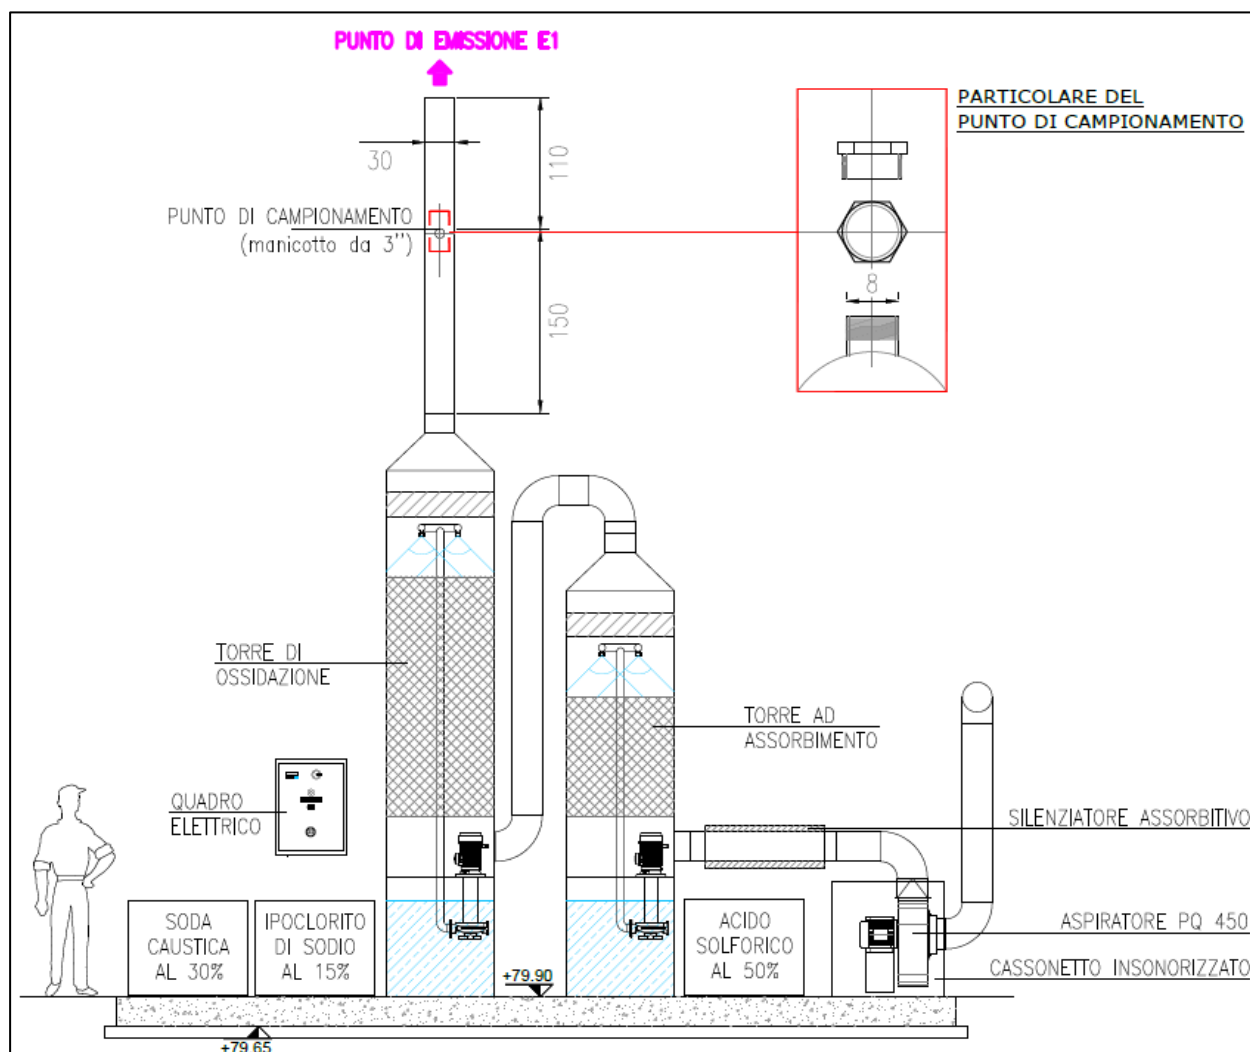 PUNTO DI EMISSIONE E1
PARTICOLARE DEL
PUNTO DI CAMPIONAMENTO
30
110
PUNTO DI CAMPIONAMENTO
(manicotto da 3'')
8
150
TORRE DI
OSSIDAZIONE
TORRE AD
ASSORBIMENTO
QUADRO
ELETTRICO
SILENZIATORE ASSORBITIVO
SODA
CAUSTICA
AL 30%
IPOCLORITO
DI SODIO
AL 15%
ACIDO
SOLFORICO
AL 50%
ASPIRATORE PQ 450
CASSONETTO INSONORIZZATO
+79.90
+79.65